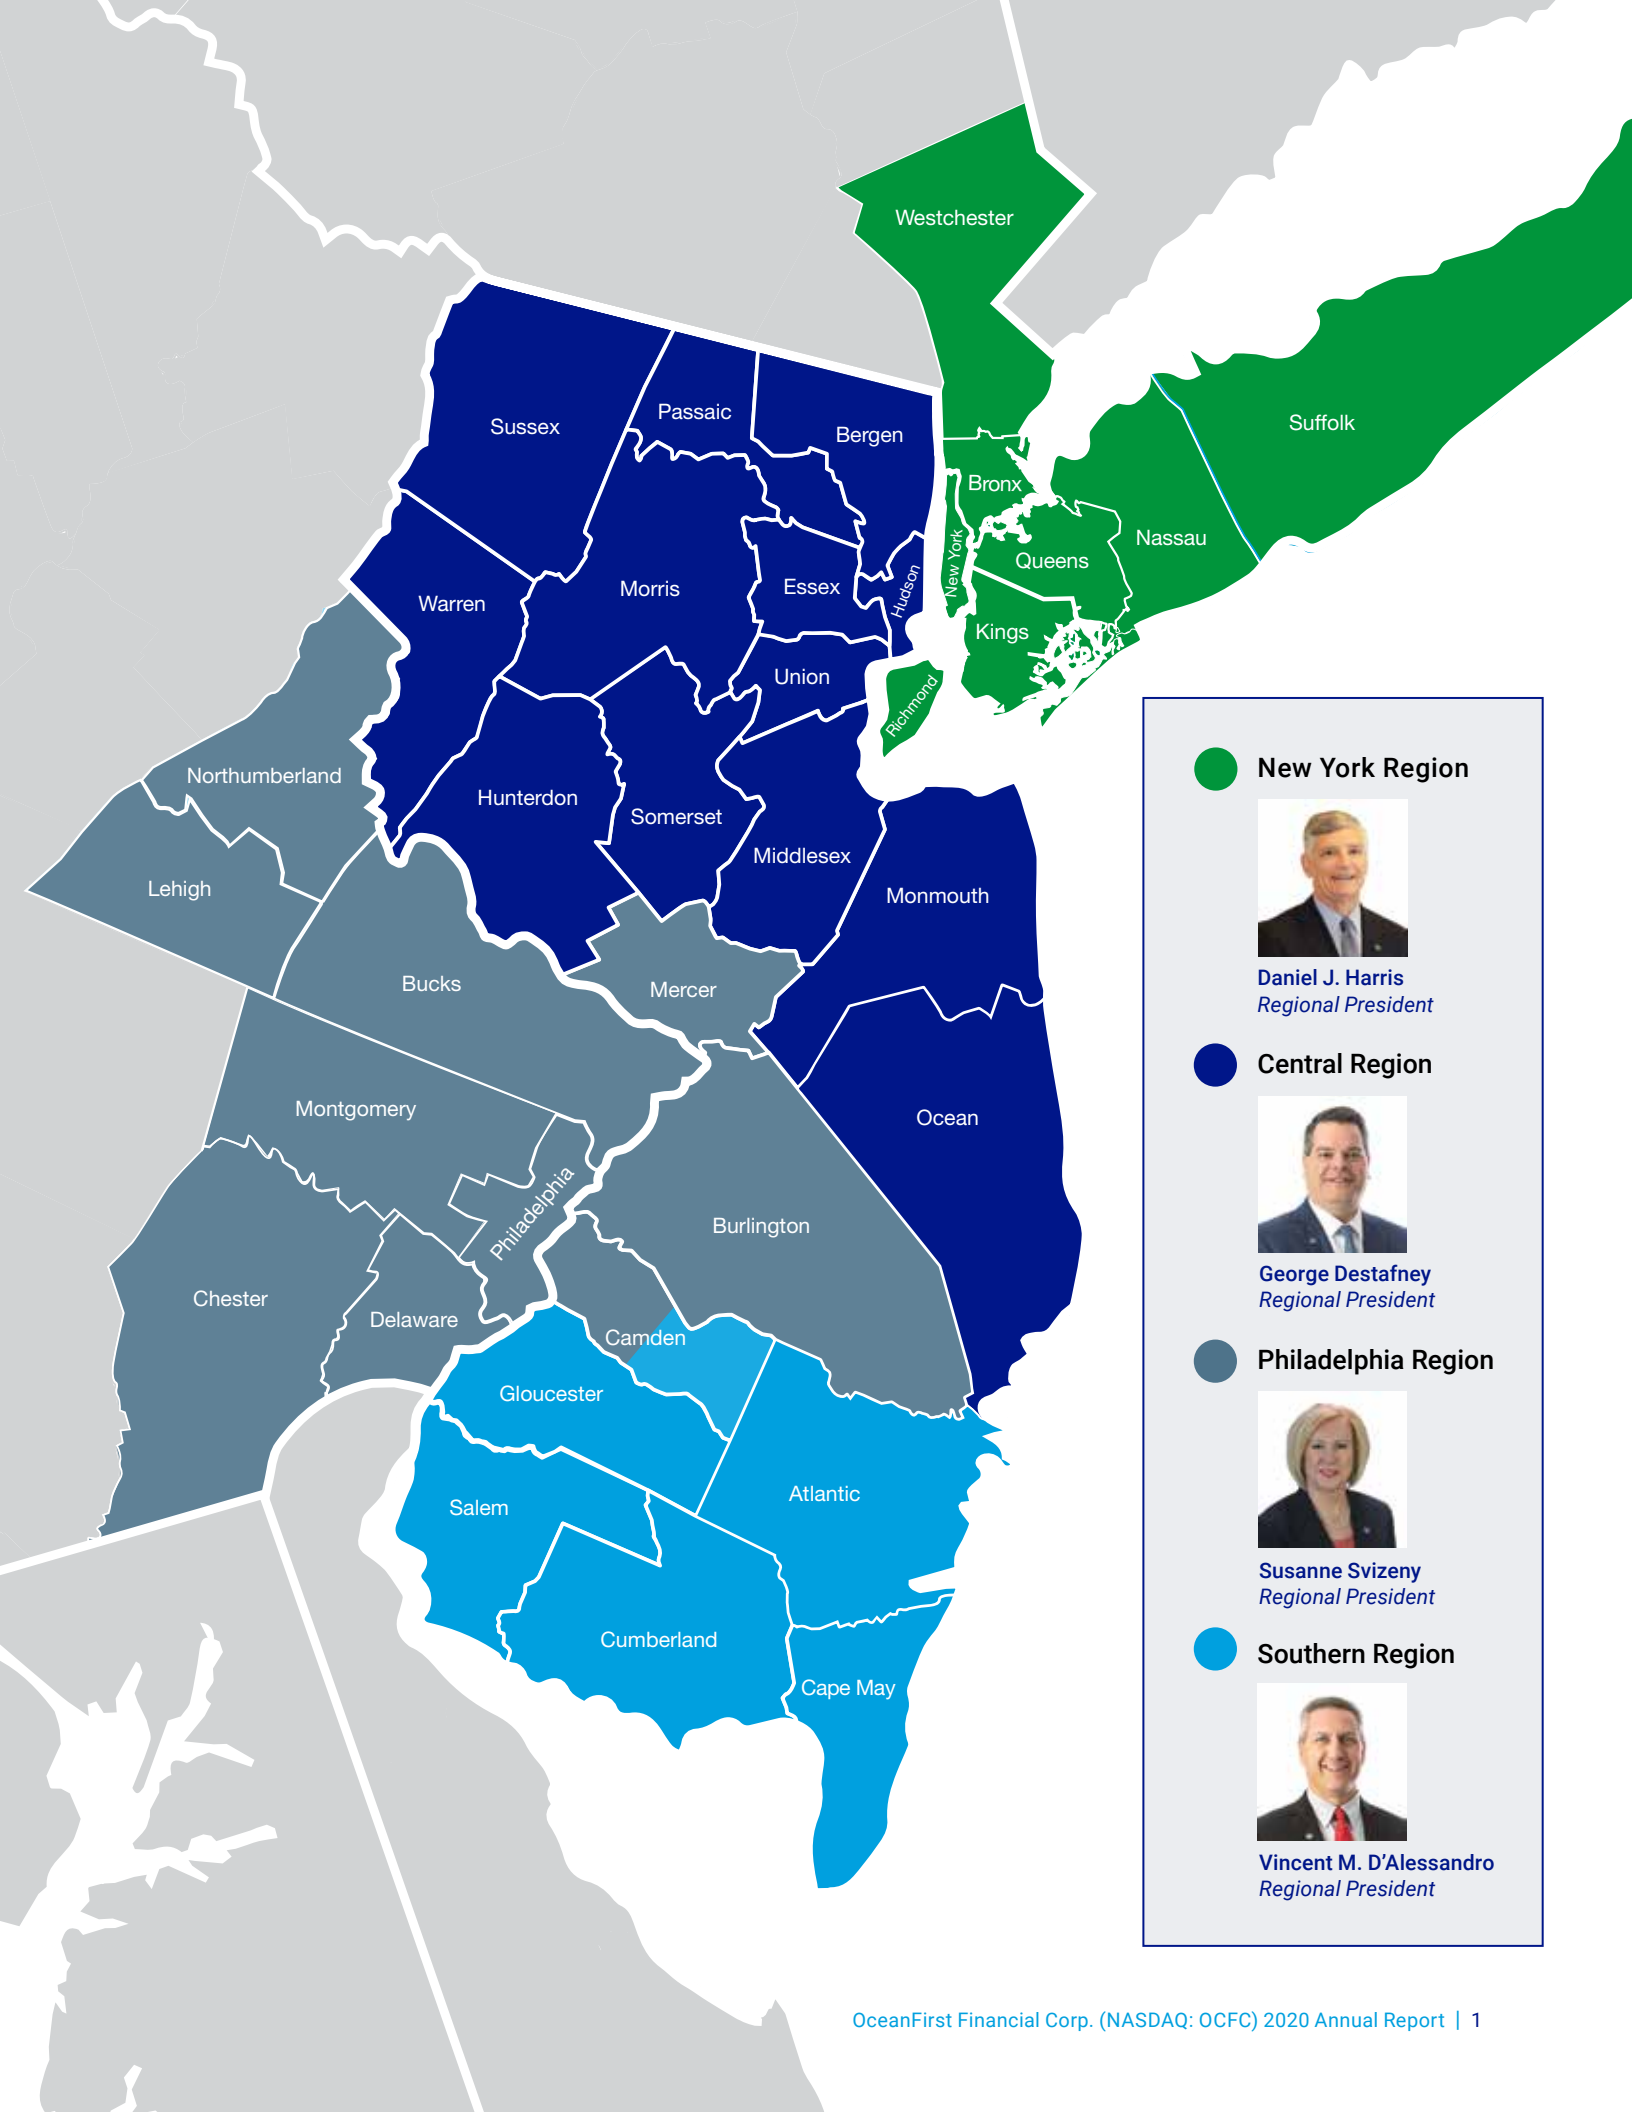 Westchester
Suffolk
Passaic
Sussex
Bergen
Bronx
Nassau
New York
Queens
Morris
Essex
Hudson
Warren
Kings
Union
Richmond
Northumberland
Hunterdon
Somerset
Middlesex
Lehigh
Monmouth
Bucks
Mercer
Montgomery
Ocean
Philadelphia
Burlington
Chester
Delaware
Camden
Gloucester
Atlantic
Salem
Cumberland
Cape May
New York Region
Daniel J. Harris
Regional President
Central Region
George Destafney
Regional President
Philadelphia Region
Susanne Svizeny
Regional President
Southern Region
Vincent M. D’Alessandro
Regional President
OceanFirst Financial Corp. (NASDAQ: OCFC) 2020 Annual Report | 1